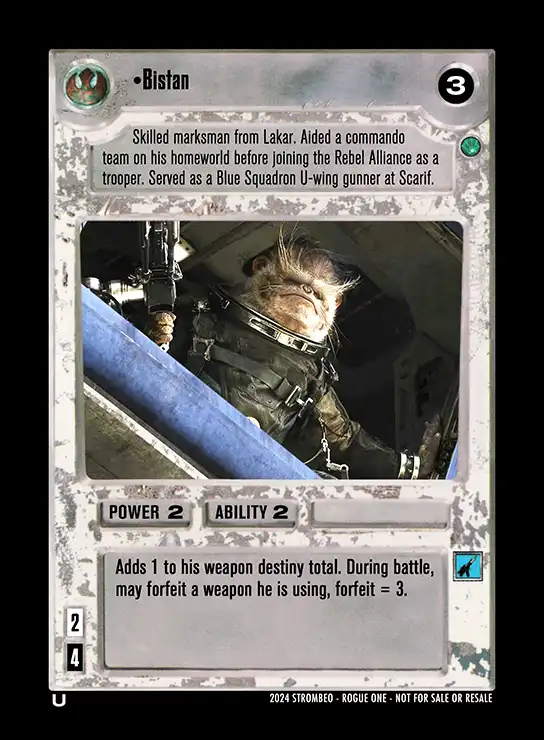 •Bistan
3
Skilled marksman from Lakar. Aided a commando
team on his homeworld before joining the Rebel Alliance as a
trooper. Served as a Blue Squadron U-wing gunner at Scarif.
POWER 2 ABILITY 2
Adds 1 to his weapon destiny total. During battle,
may forfeit a weapon he is using, forfeit = 3.
2
4
U
2024 STROMBEO - ROGUE ONE - NOT FOR SALE OR RESALE